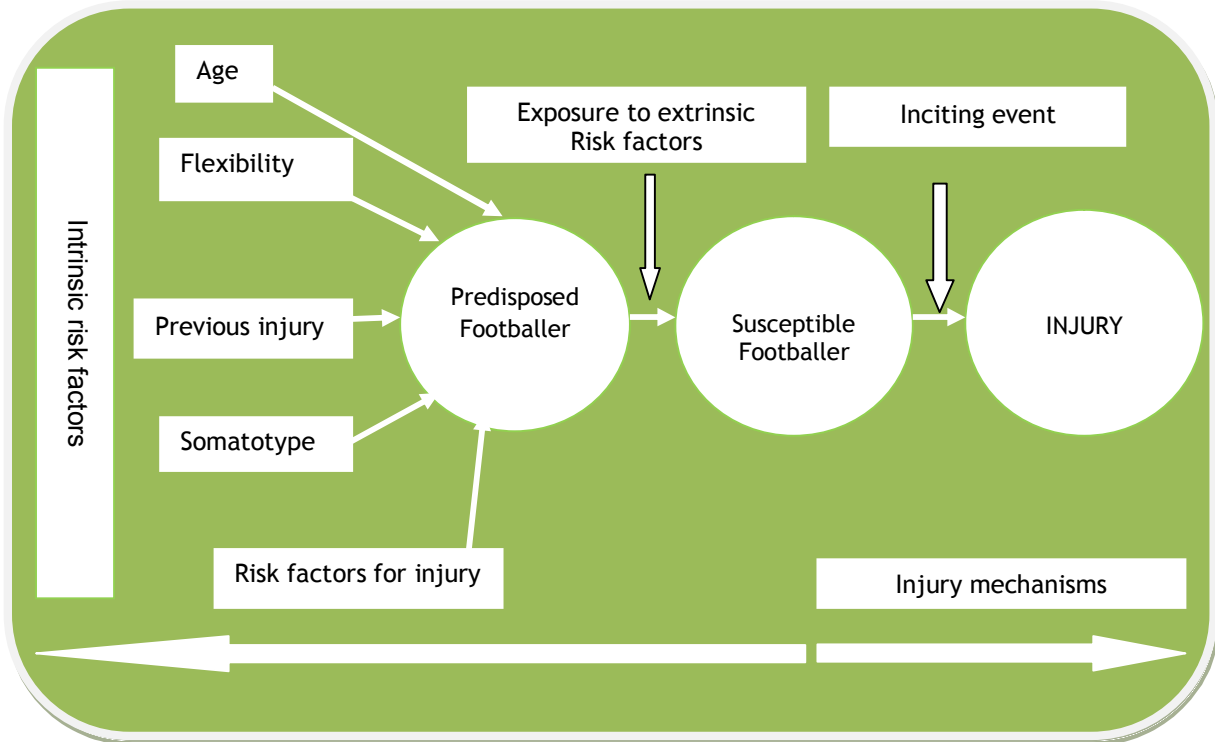 Intrinsic risk factors
Age
Flexibility
Previous injury
Somatotype
Risk factors for injury
Predisposed
Footballer
Exposure to extrinsic
Risk factors
Susceptible
Footballer
Inciting event
INJURY
Injury mechanisms